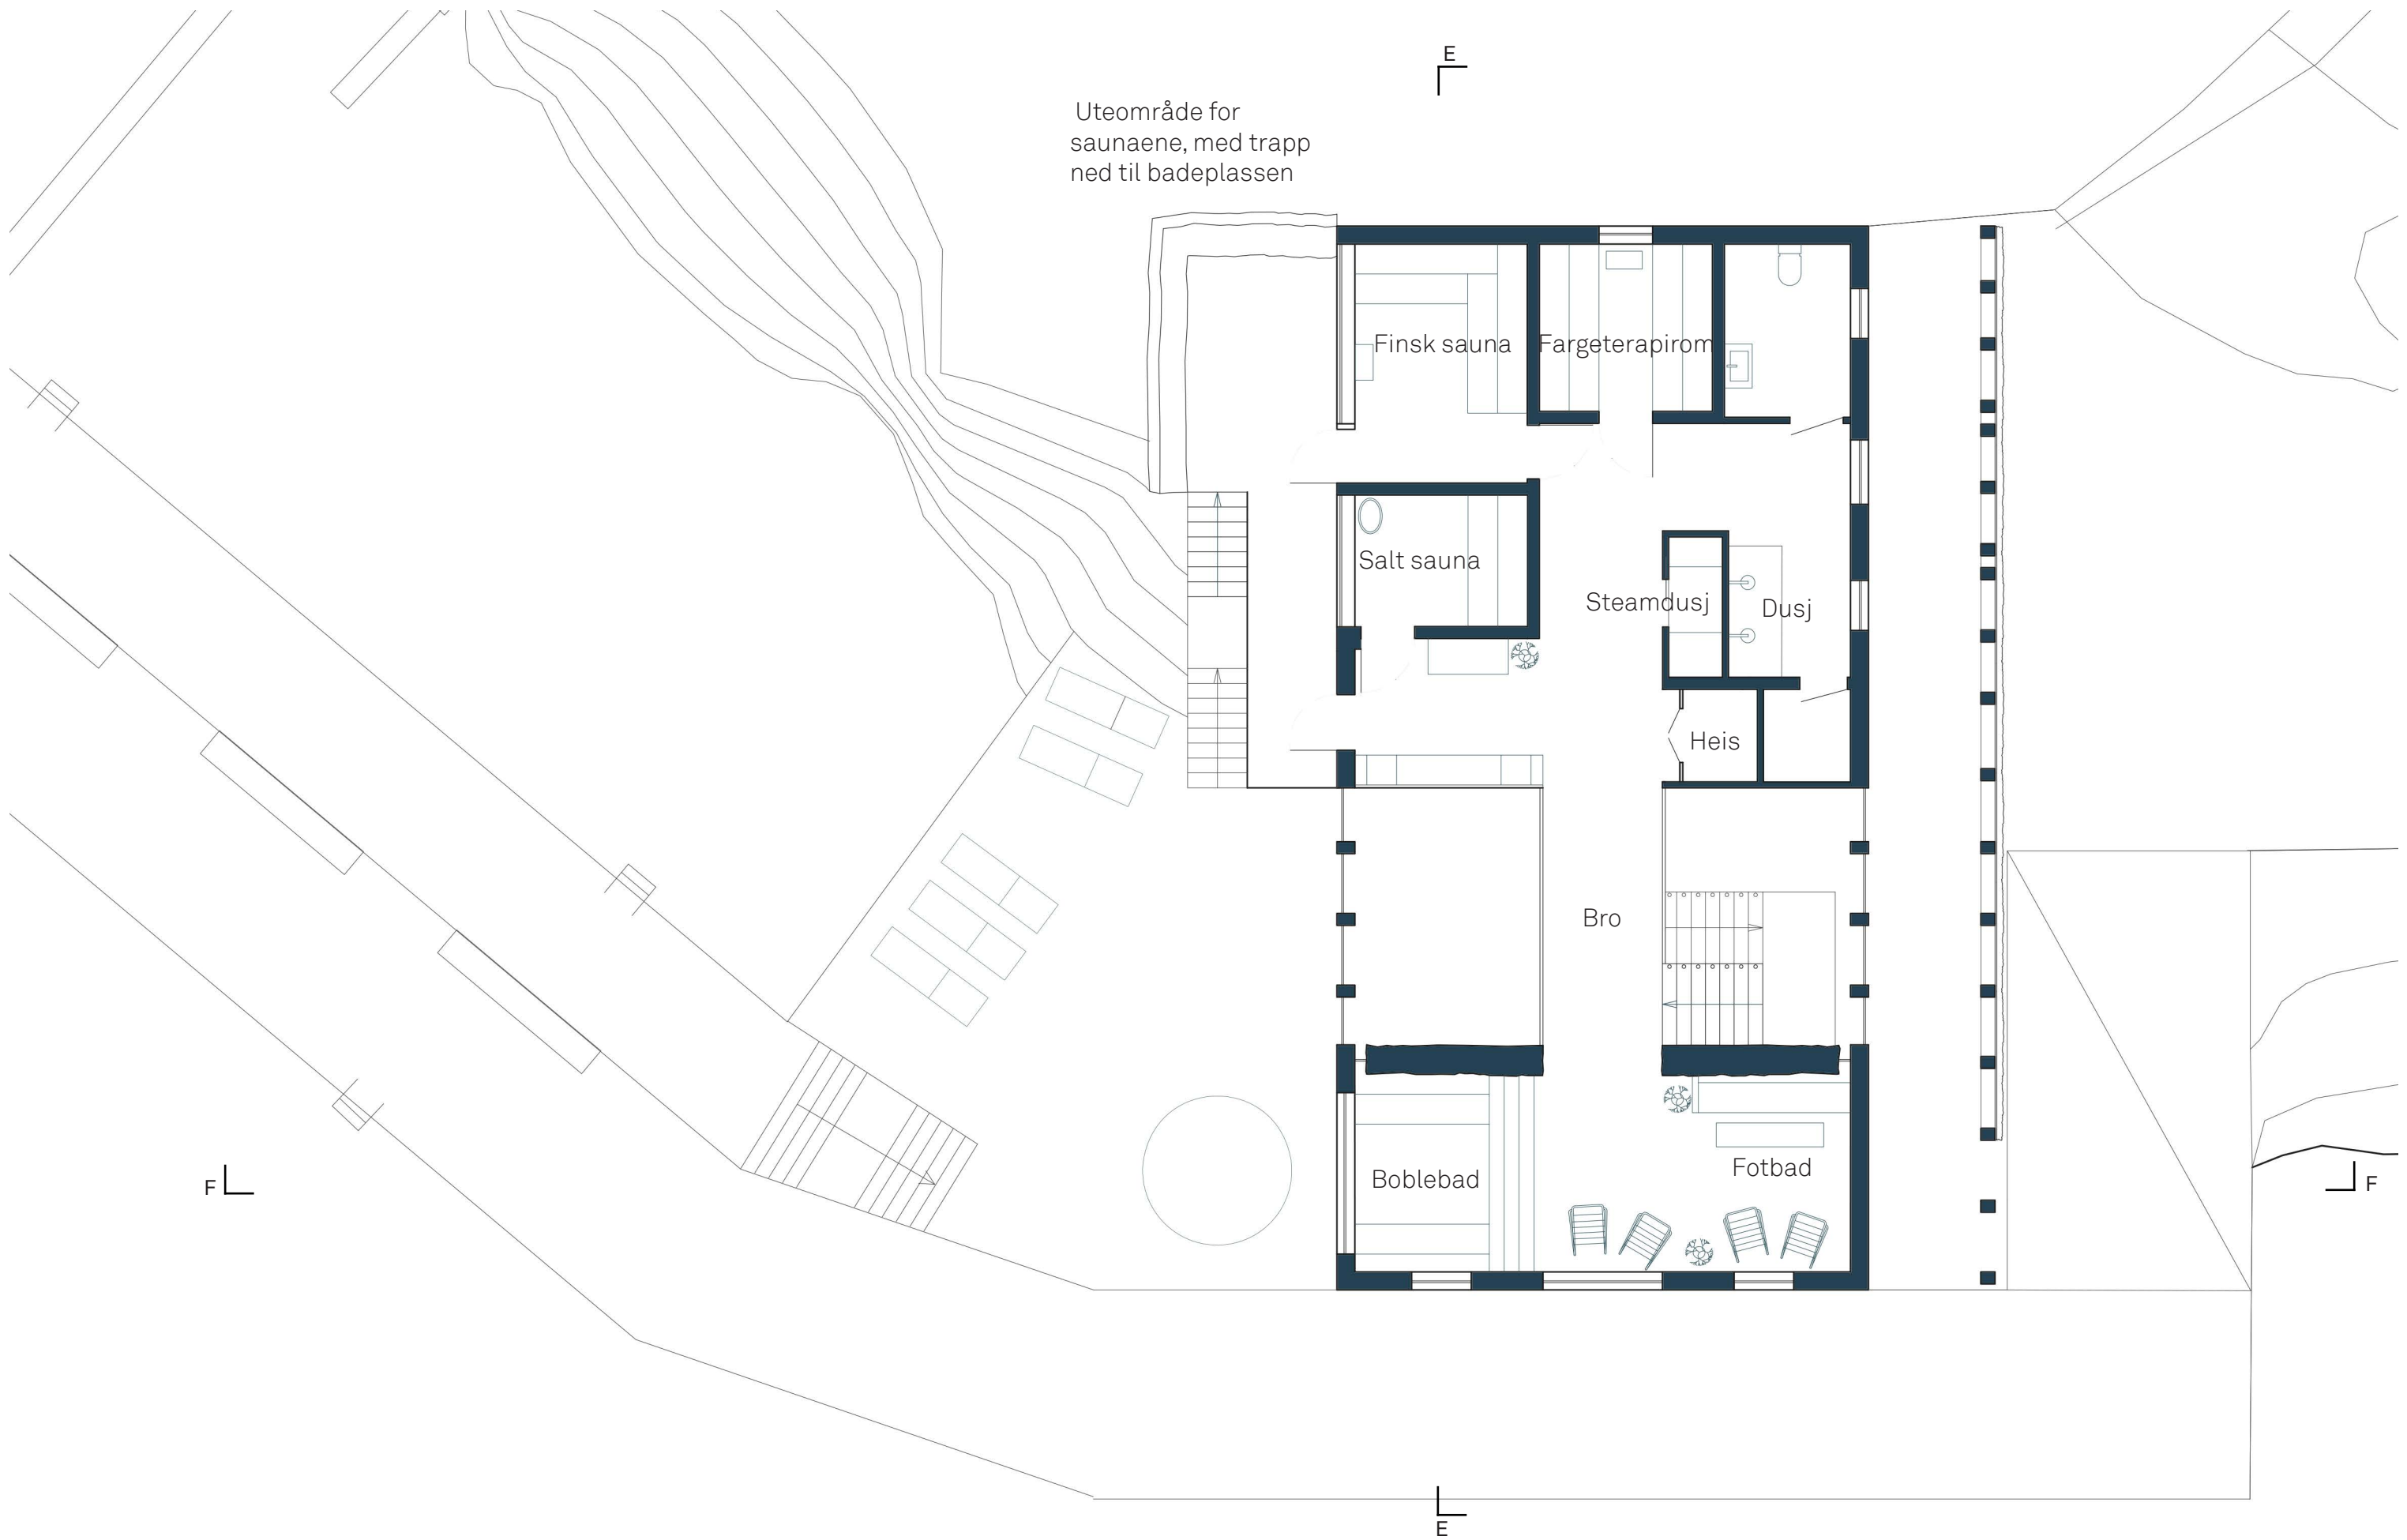 E
Uteområde for
saunaene, med trapp
ned til badeplassen
Finsk sauna
Fargeterapirom
Salt sauna
Steamdusj
Dusj
Heis
Bro
Boblebad
Fotbad
F
F
E